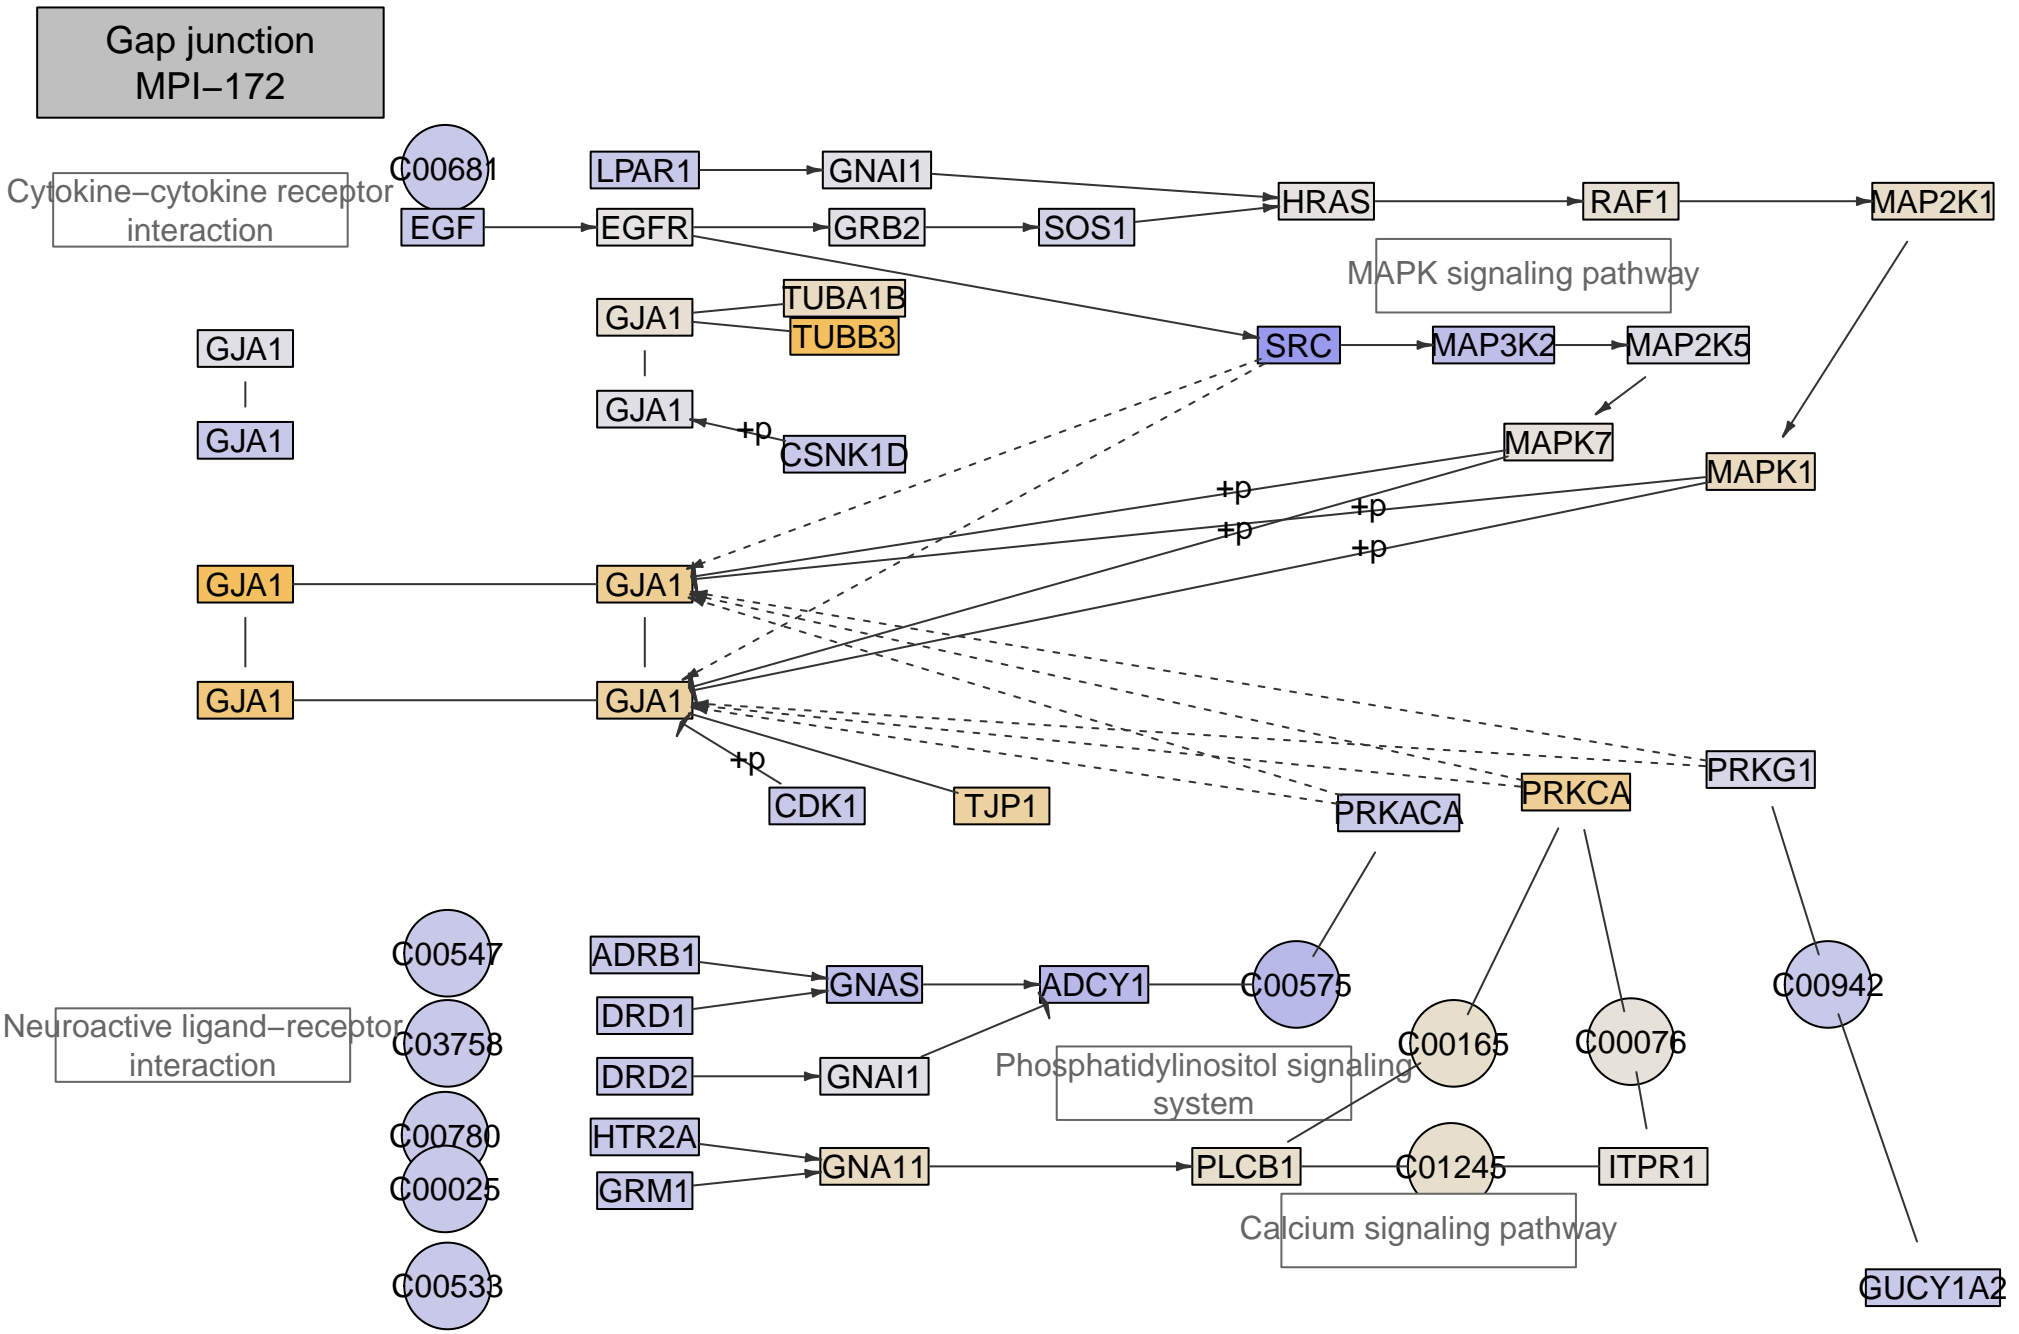 Gap junction
MPI−172
C00681
LPAR1
GNAI1
Cytokine−cytokine receptor
interaction
HRAS
RAF1
MAP2K1
EGF
EGFR
GRB2
SOS1
MAPK signaling pathway
TUBA1B
GJA1
TUBB3
GJA1
SRC
MAP3K2
MAP2K5
GJA1
+p
GJA1
CSNK1D
MAPK7
MAPK1
+p
+p
+p
+p
GJA1
GJA1
GJA1
GJA1
+p
CDK1
TJP1
PRKACA
PRKCA
PRKG1
C00547
ADRB1
GNAS
ADCY1
C00575
C00942
DRD1
Neuroactive ligand−receptor
interaction
C03758
C00165
C00076
DRD2
GNAI1
Phosphatidylinositol signaling
system
C00780
HTR2A
GNA11
PLCB1
C01245
ITPR1
C00025
GRM1
Calcium signaling pathway
C00533
GUCY1A2